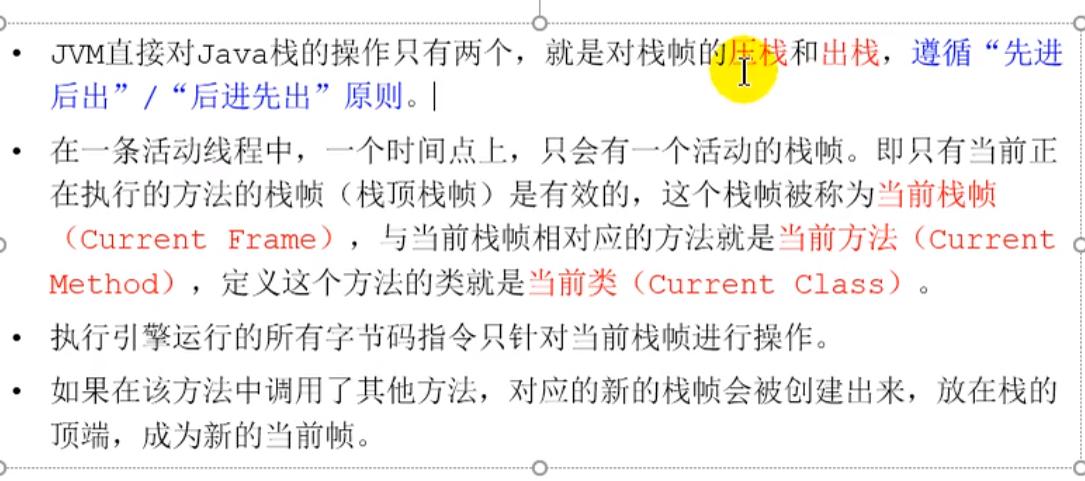 • JVM直接对Java栈的操作只有两个，就是对栈帧的压栈和出栈，遵循“先进
后出”/“后进先出”原则。
• 在一条活动线程中，一个时间点上，只会有一个活动的栈帧。即只有当前正
在执行的方法的栈帧（栈顶栈帧）是有效的，这个栈帧被称为当前栈帧
（Current Frame），与当前栈帧相对应的方法就是当前方法（Current
Method），定义这个方法的类就是当前类（Current Class）。
• 执行引擎运行的所有字节码指令只针对当前栈帧进行操作。
• 如果在该方法中调用了其他方法，对应的新的栈帧会被创建出来，放在栈的
顶端，成为新的当前帧。